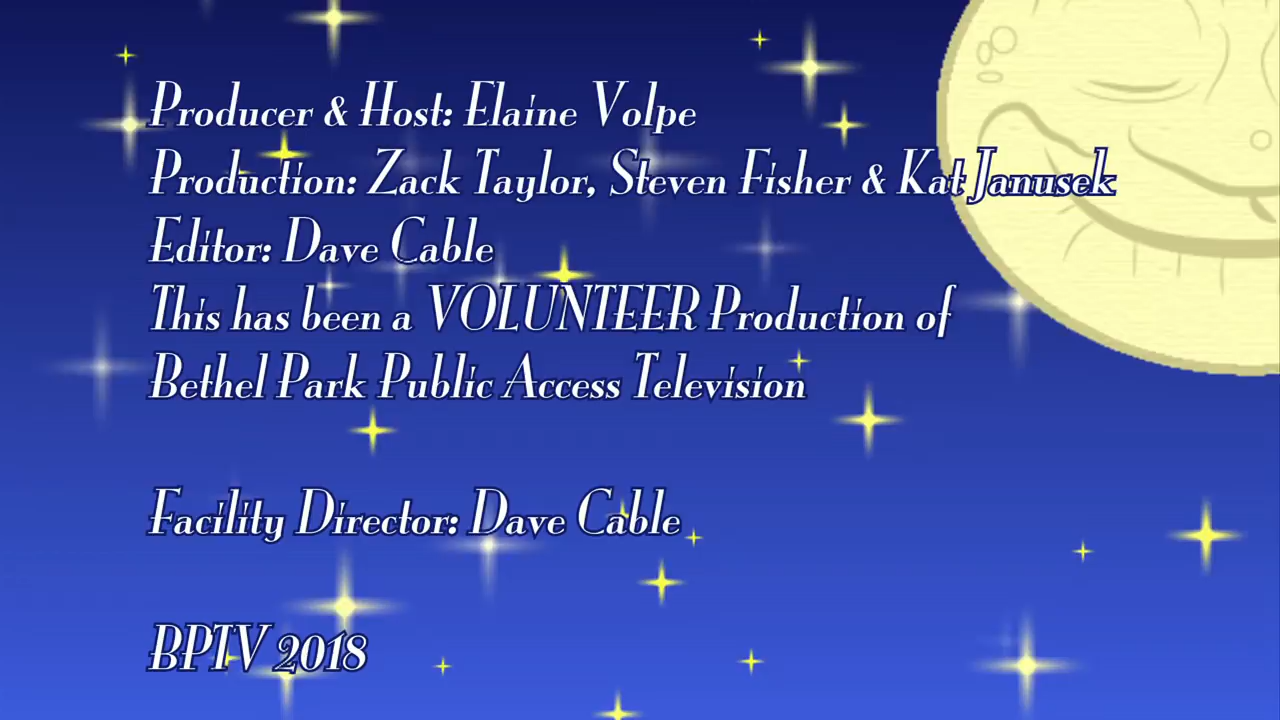 Producer & Host: Elaine Volpe
Production: Zack Taylor, Steven Fisher & Kat Janusek
Editor: Dave Cable
This has been a VOLUNTEER Production of
Bethel Park Public Access Television
Facility Director: Dave Cable
BPTV 2018